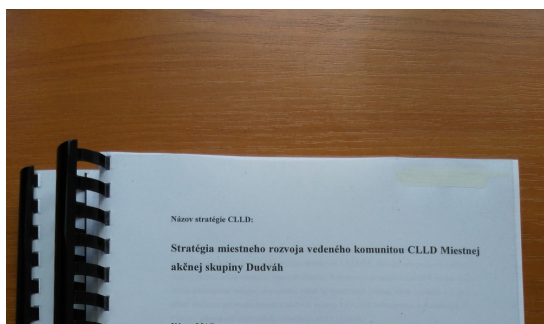 Názov stratégie CLLD:
Stratégia miestneho rozvoja vedeného komunitou CLLD Miestnej
akčnej skupiny Dudváh